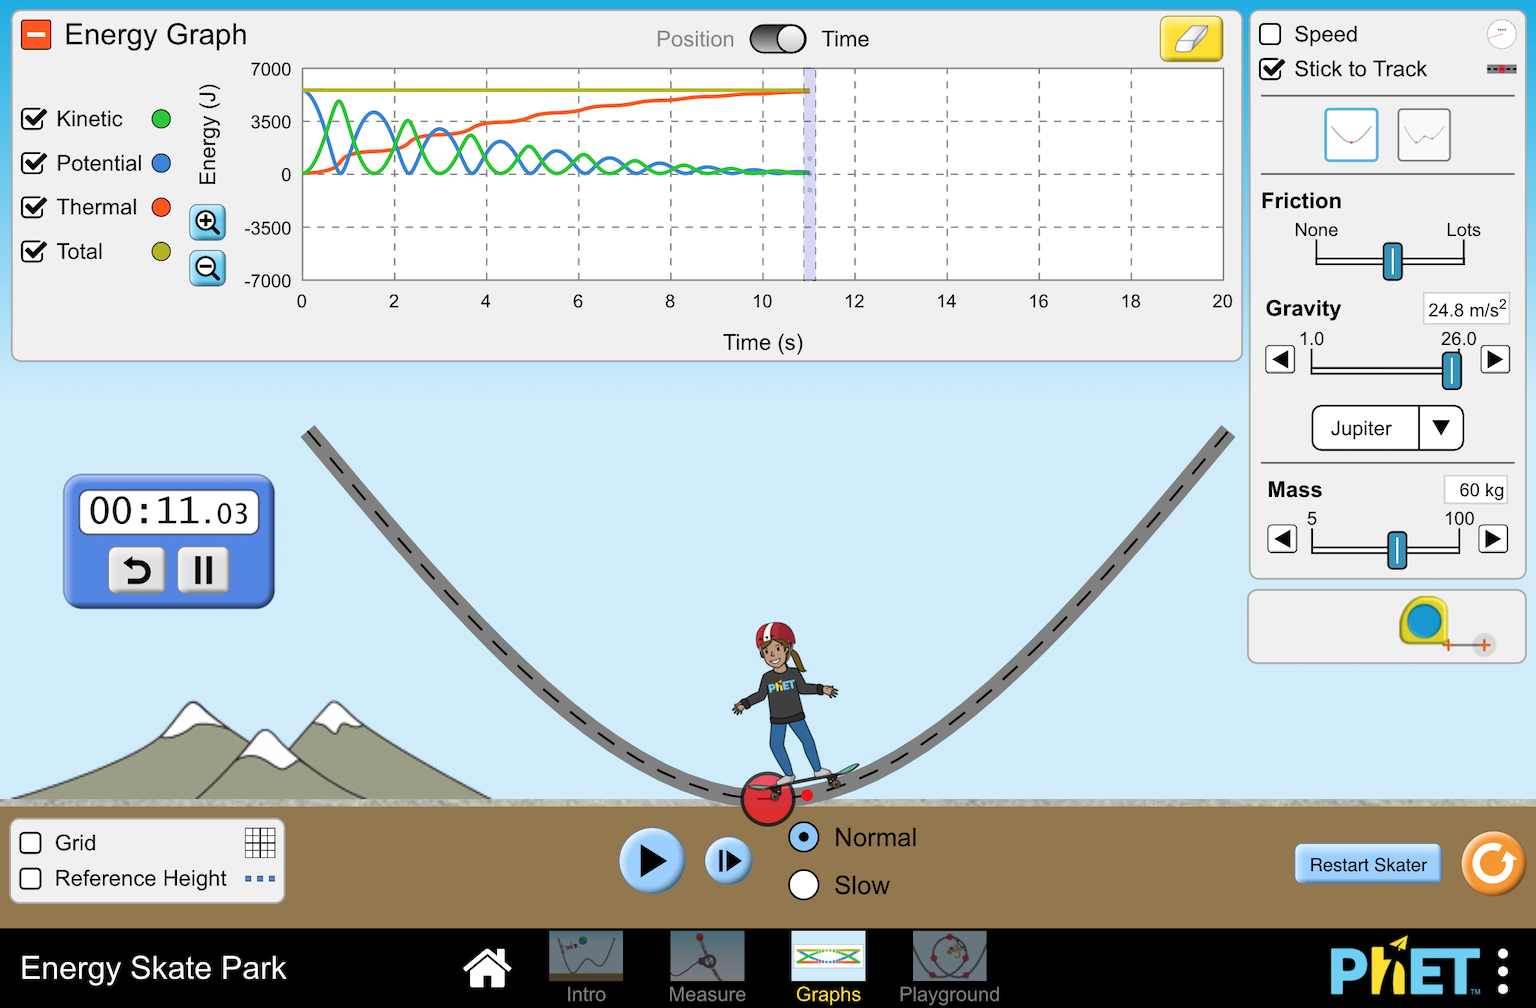 Energy Graph
Position Time
Kinetic
Potential
Thermal
Total
Energy (J)
7000
3500
0
-3500
-7000
0 2 4 6 8 10 12 14 16 18 20
Time (s)
Speed
Stick to Track
Friction
None Lots
Gravity 24.8 m/s²
1.0 26.0
Jupiter
Mass 60 kg
5 100
00:11.03
PhET
Grid
Reference Height
Normal
Slow
Restart Skater
Energy Skate Park
Intro
Measure
Graphs
Playground
PhET™